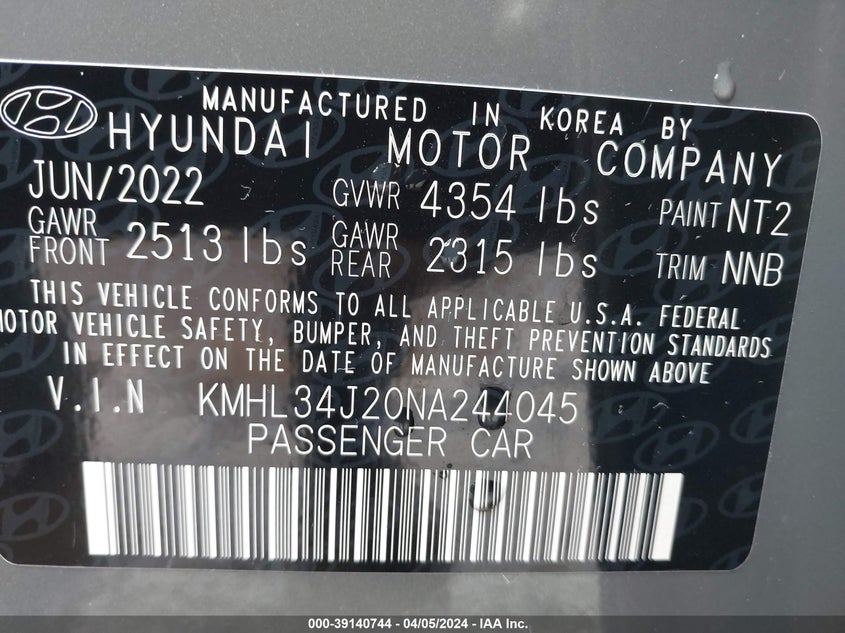 MANUFACTURED IN KOREA BY
HYUNDAI MOTOR COMPANY
JUN/2022 GVWR 4354 lbs PAINT NT2
GAWR FRONT 2513 lbs GAWR REAR 2315 lbs TRIM NNB
THIS VEHICLE CONFORMS TO ALL APPLICABLE U.S.A. FEDERAL
MOTOR VEHICLE SAFETY, BUMPER, AND THEFT PREVENTION STANDARDS
IN EFFECT ON THE DATE OF MANUFACTURE SHOWN ABOVE
V.I.N KMHL34J20NA244045
PASSENGER CAR
000-39140744 - 04/05/2024 - IAA Inc.